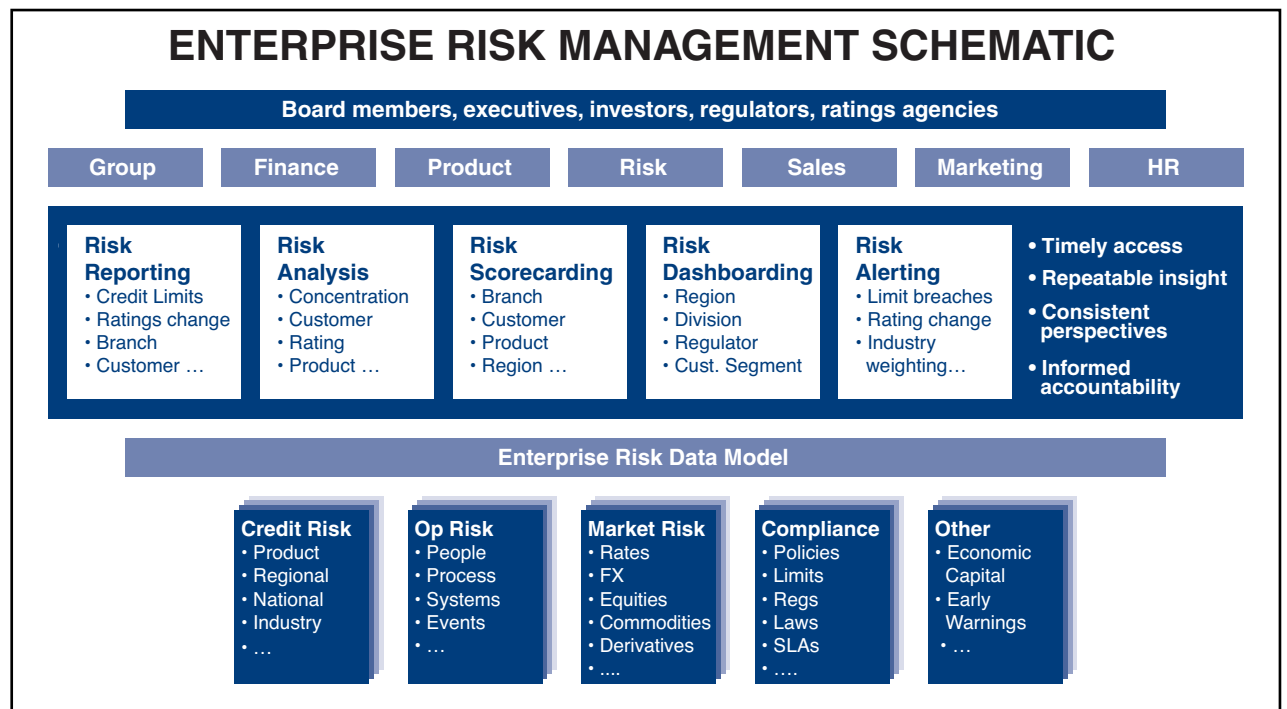 ENTERPRISE RISK MANAGEMENT SCHEMATIC
Board members, executives, investors, regulators, ratings agencies
Group
Finance
Product
Risk
Sales
Marketing
HR
Risk
Reporting
• Credit Limits
• Ratings change
• Branch
• Customer …
Risk
Analysis
• Concentration
• Customer
• Rating
• Product …
Risk
Scorecarding
• Branch
• Customer
• Product
• Region …
Risk
Dashboarding
• Region
• Division
• Regulator
• Cust. Segment
Risk
Alerting
• Limit breaches
• Rating change
• Industry
weighting…
• Timely access
• Repeatable insight
• Consistent
perspectives
• Informed
accountability
Enterprise Risk Data Model
Credit Risk
• Product
• Regional
• National
• Industry
• …
Op Risk
• People
• Process
• Systems
• Events
• …
Market Risk
• Rates
• FX
• Equities
• Commodities
• Derivatives
• ....
Compliance
• Policies
• Limits
• Regs
• Laws
• SLAs
• ….
Other
• Economic
Capital
• Early
Warnings
• …